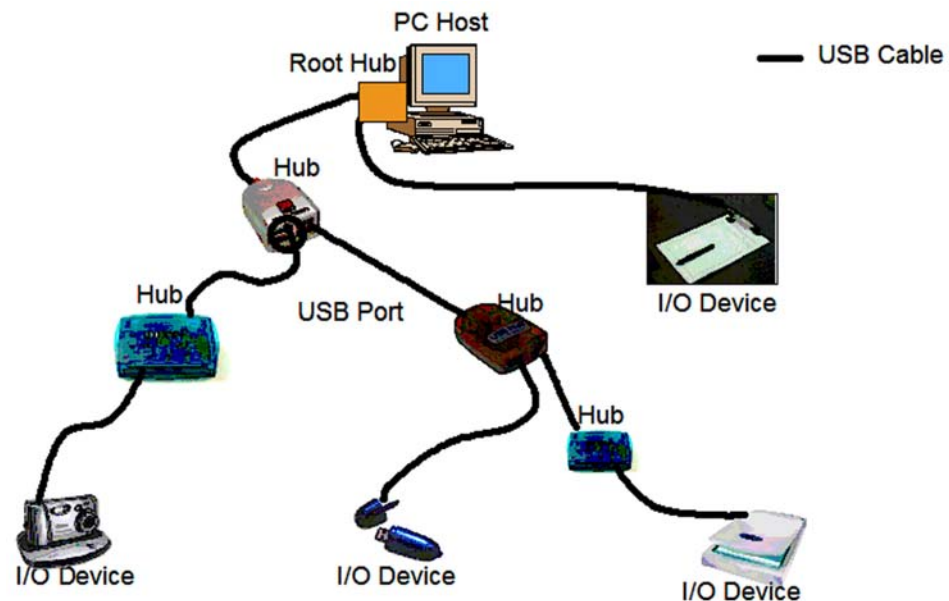 PC Host
Root Hub
USB Cable
Hub
I/O Device
Hub
USB Port
Hub
Hub
I/O Device
I/O Device
I/O Device